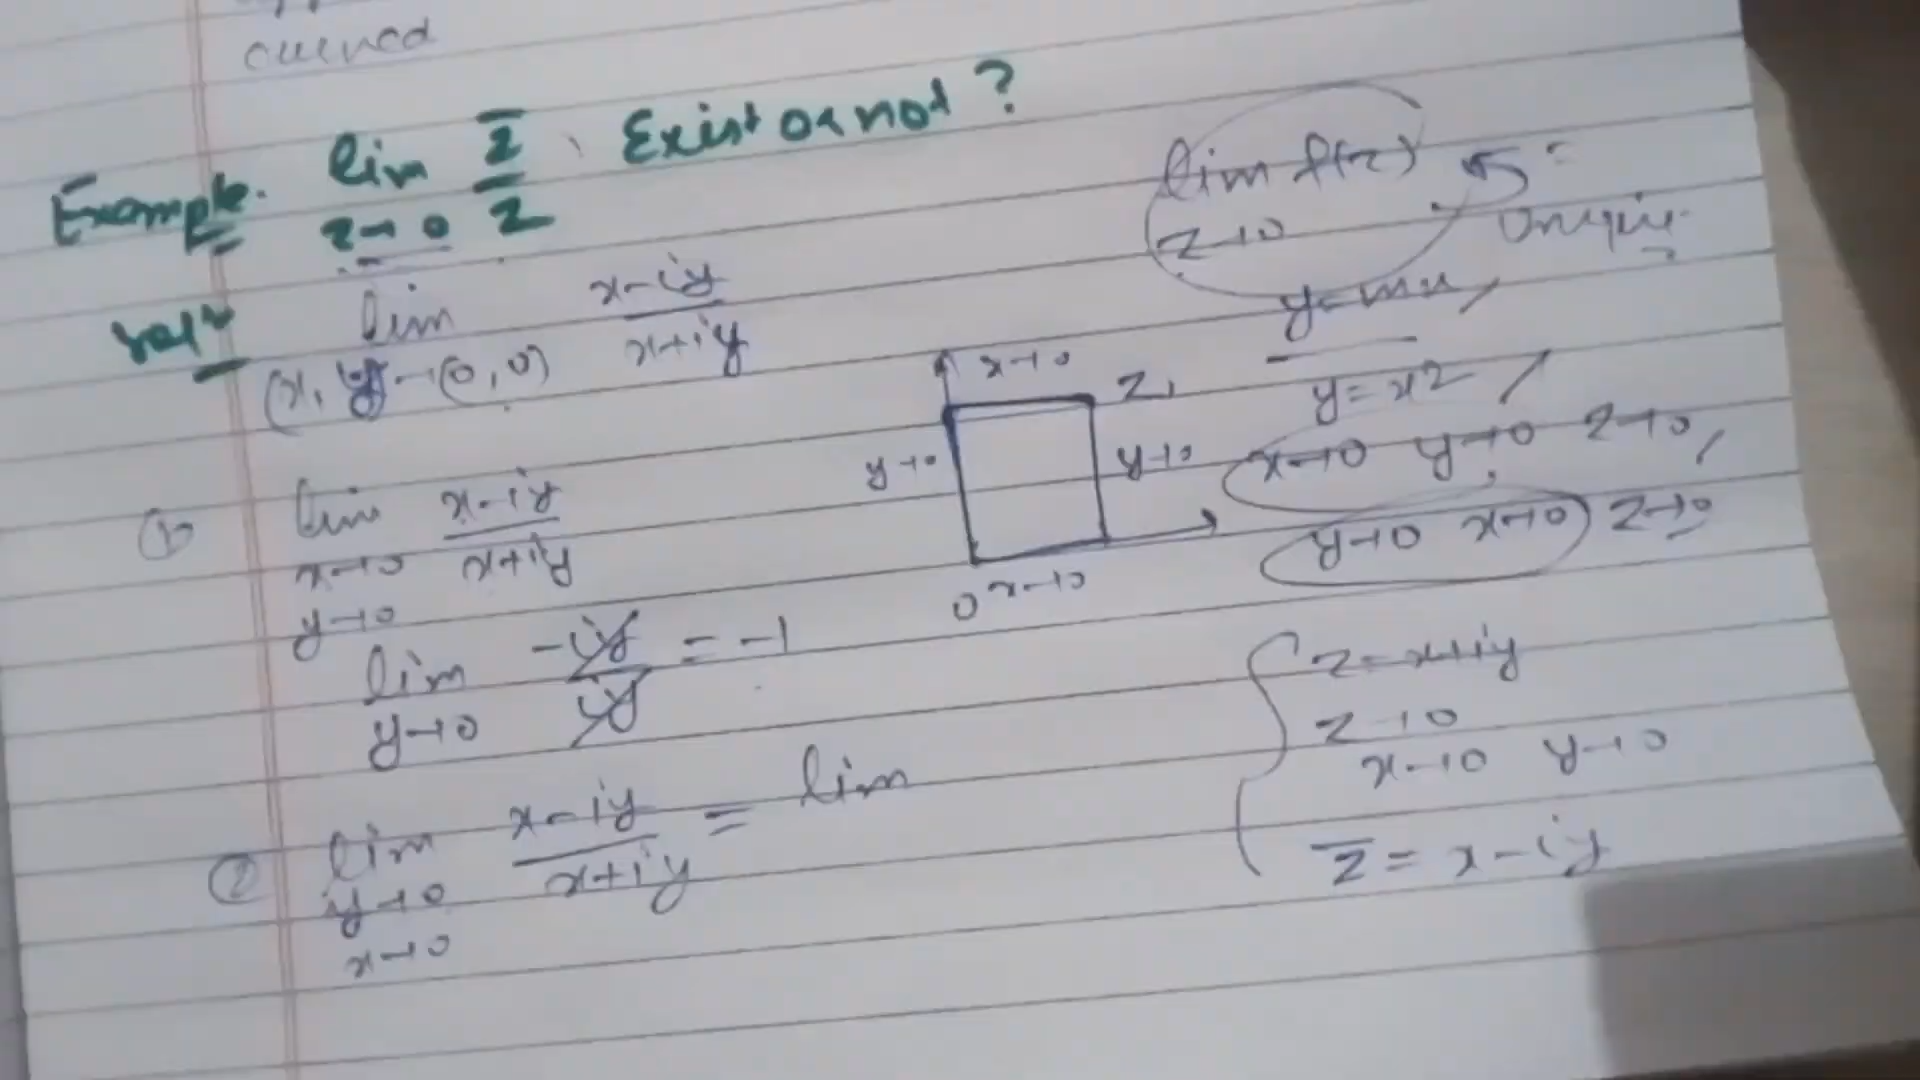 Example. lim z→0 z̅/z, Exist or not ?
Solⁿ lim (x,y)→(0,0) x-iy/x+iy
① lim x→0 y→0 x-iy/x+iy
lim y→0 -iy/iy = -1
② lim y→0 x→0 x-iy/x+iy = lim
lim f(z)
z→0
y=mx
y=x²
x→0 y→0 z→0
y→0 x→0 z→0
x→0
z
y→0
y→0
0 x→0
z=x+iy
z→0
x→0 y→0
z̅ = x-iy